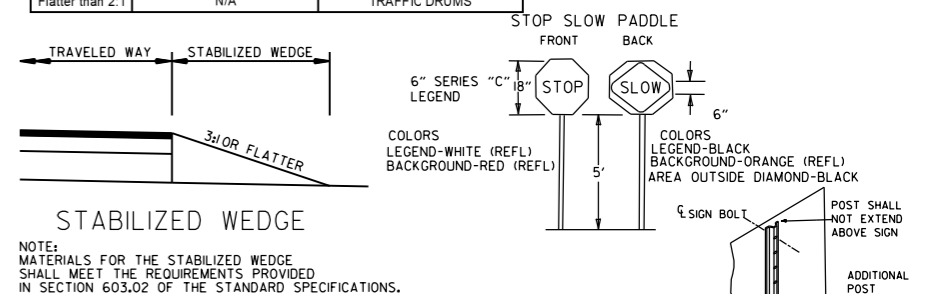 Flatter than 2:1 N/A TRAFFIC DRUMS
STOP SLOW PADDLE
FRONT BACK
TRAVELED WAY STABILIZED WEDGE
6" SERIES "C"
LEGEND
18"
STOP
SLOW
6"
3:1 OR FLATTER
COLORS
LEGEND-WHITE (REFL)
BACKGROUND-RED (REFL)
5'
COLORS
LEGEND-BLACK
BACKGROUND-ORANGE (REFL)
AREA OUTSIDE DIAMOND-BLACK
STABILIZED WEDGE
NOTE:
MATERIALS FOR THE STABILIZED WEDGE
SHALL MEET THE REQUIREMENTS PROVIDED
IN SECTION 603.02 OF THE STANDARD SPECIFICATIONS.
℄ SIGN BOLT
POST SHALL
NOT EXTEND
ABOVE SIGN
ADDITIONAL
POST